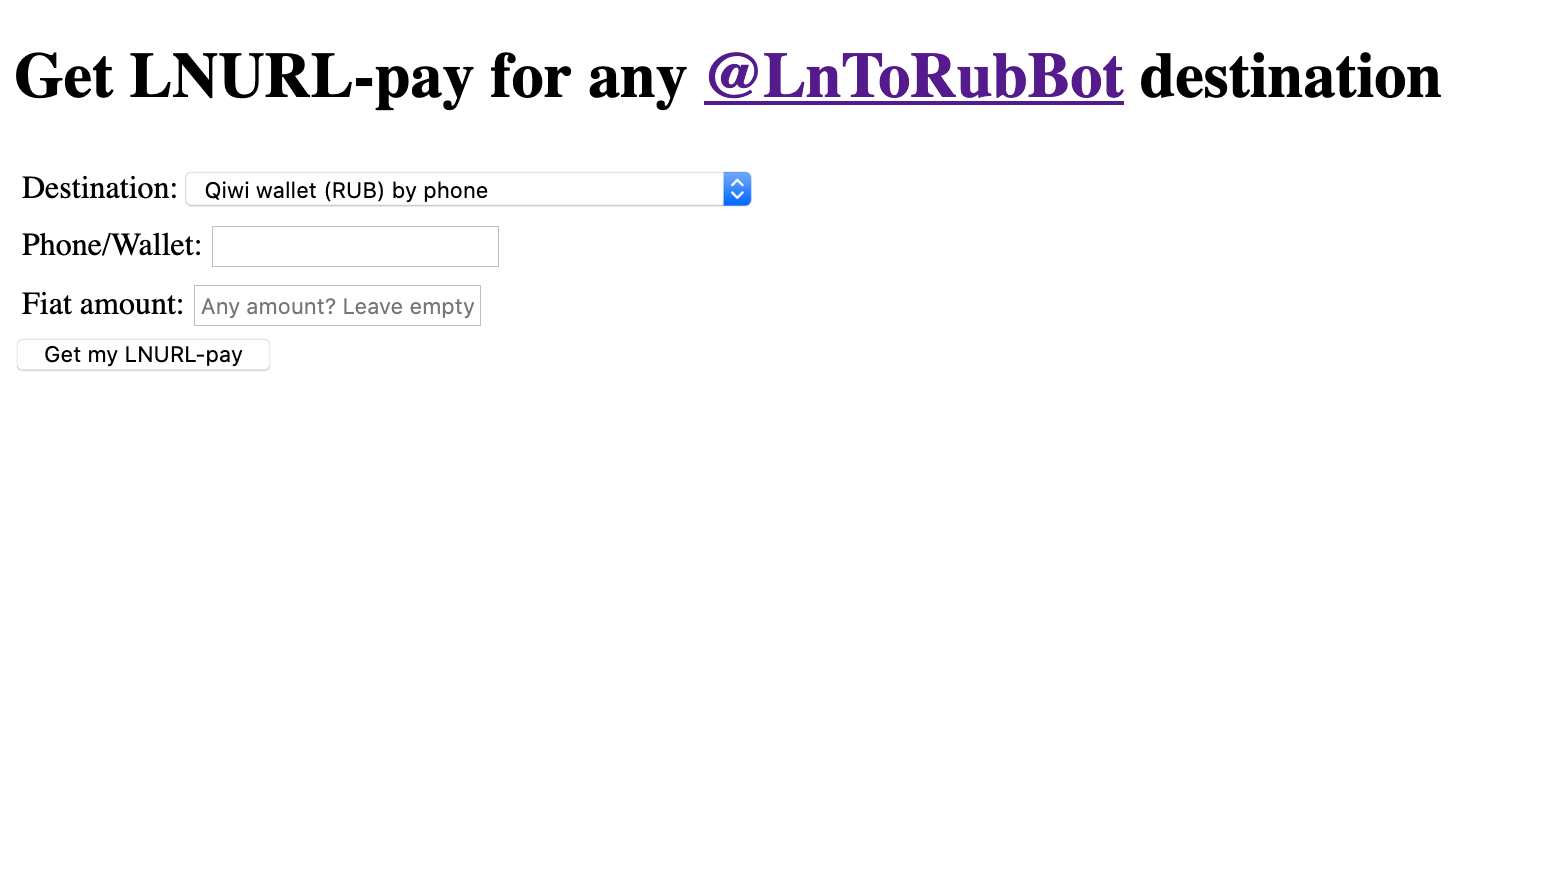 Get LNURL-pay for any @LnToRubBot destination
Destination: Qiwi wallet (RUB) by phone
Phone/Wallet:
Fiat amount: Any amount? Leave empty
Get my LNURL-pay